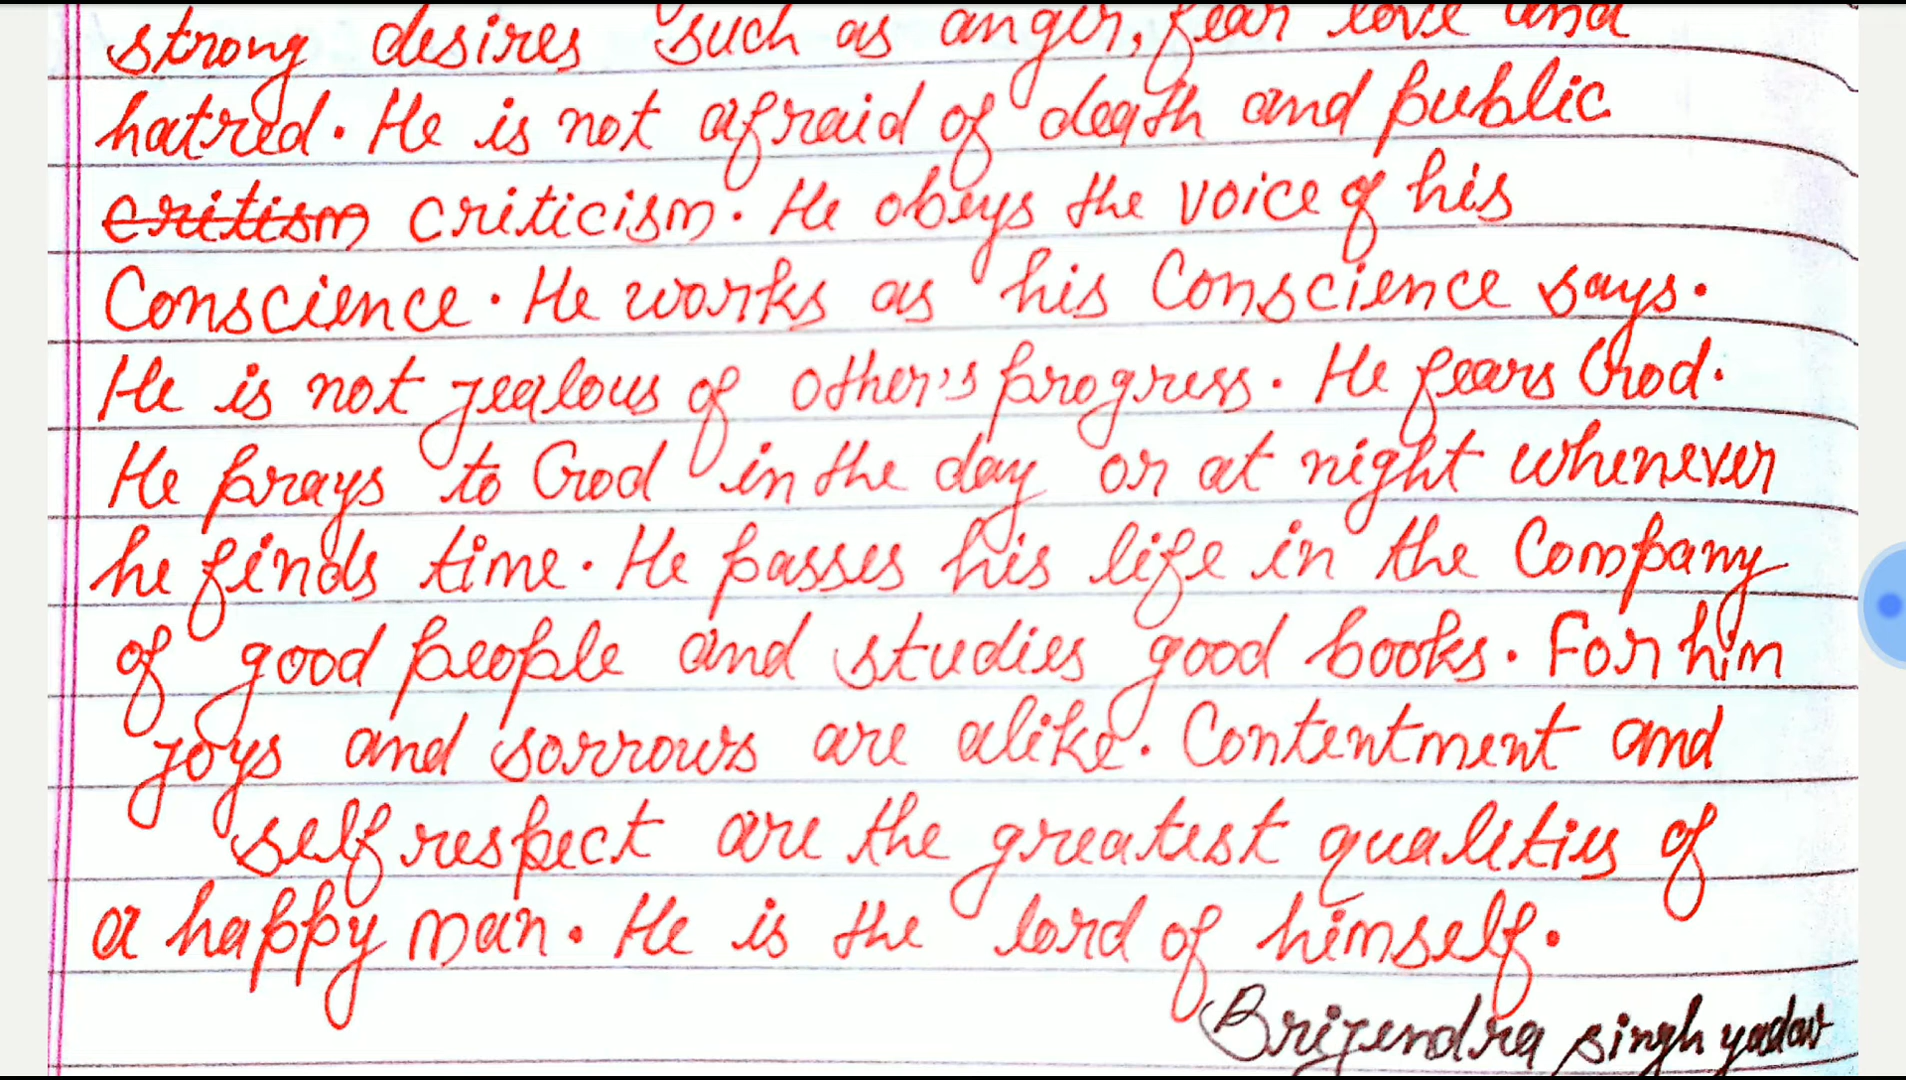 strong desires such as anger, fear love and
hatred. He is not afraid of death and public
critism criticism. He obeys the voice of his
Conscience. He works as his Conscience says.
He is not jealous of other's progress. He fears God.
He prays to God in the day or at night whenever
he finds time. He passes his life in the Company
of good people and studies good books. For him
joys and sorrows are alike. Contentment and
self respect are the greatest qualities of
a happy man. He is the lord of himself.
Brijendra singh yadav